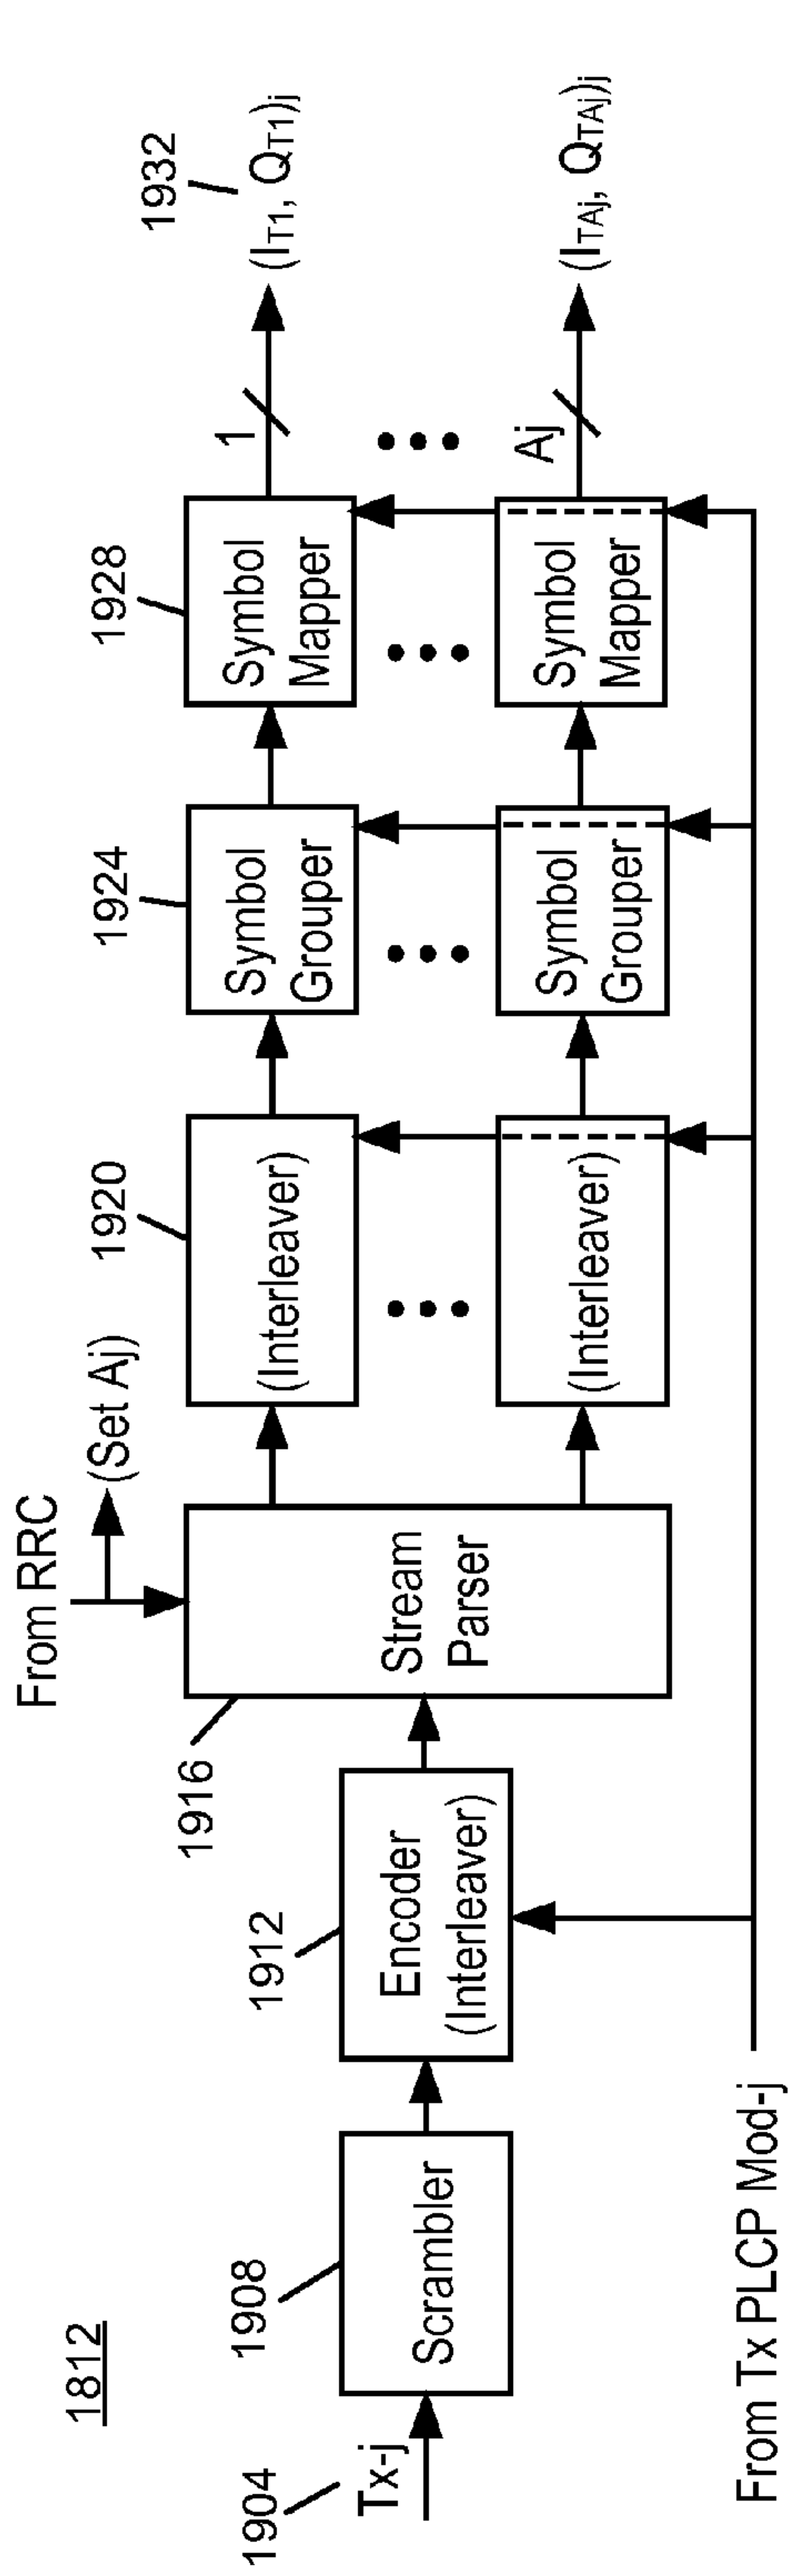 1812
1904
Tx-j
1908
Scrambler
1912
Encoder
(Interleaver)
1916
From RRC
(Set Aj)
Stream
Parser
1920
(Interleaver)
(Interleaver)
1924
Symbol
Grouper
Symbol
Grouper
1928
Symbol
Mapper
Symbol
Mapper
1
Aj
1932
(IT1, QT1)j
(ITAj, QTAj)j
From Tx PLCP Mod-j